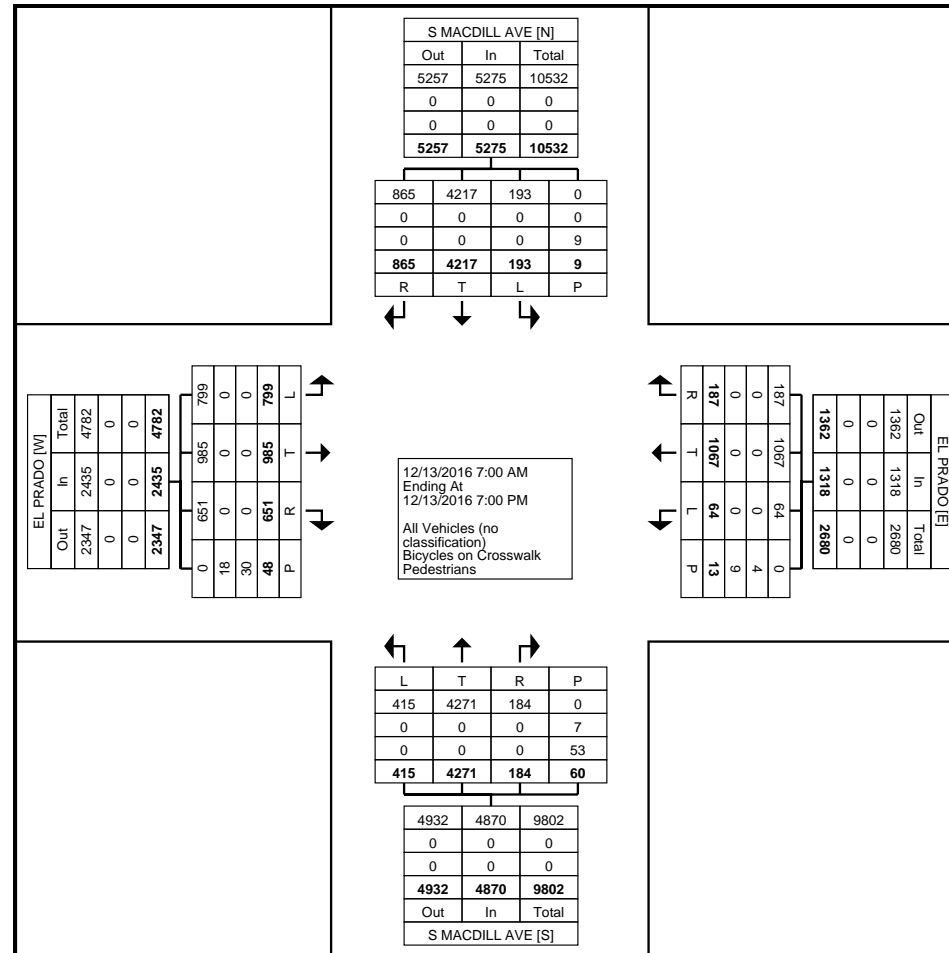 S MACDILL AVE [N]
Out In Total
5257 5275 10532
0 0 0
0 0 0
5257 5275 10532
865 4217 193 0
0 0 0 0
0 0 0 9
865 4217 193 9
R T L P
EL PRADO [W]
Total In Out
4782 2435 2347
0 0 0
0 0 0
4782 2435 2347
799 985 651 0
0 0 0 18
0 0 0 30
799 985 651 48
L T R P
12/13/2016 7:00 AM
Ending At
12/13/2016 7:00 PM
All Vehicles (no
classification)
Bicycles on Crosswalk
Pedestrians
R T L P
187 1067 64 13
0 0 0 9
0 0 0 4
187 1067 64 0
1362 1318 2680
0 0 0
0 0 0
1362 1318 2680
Out In Total
EL PRADO [E]
L T R P
415 4271 184 0
0 0 0 7
0 0 0 53
415 4271 184 60
4932 4870 9802
0 0 0
0 0 0
4932 4870 9802
Out In Total
S MACDILL AVE [S]